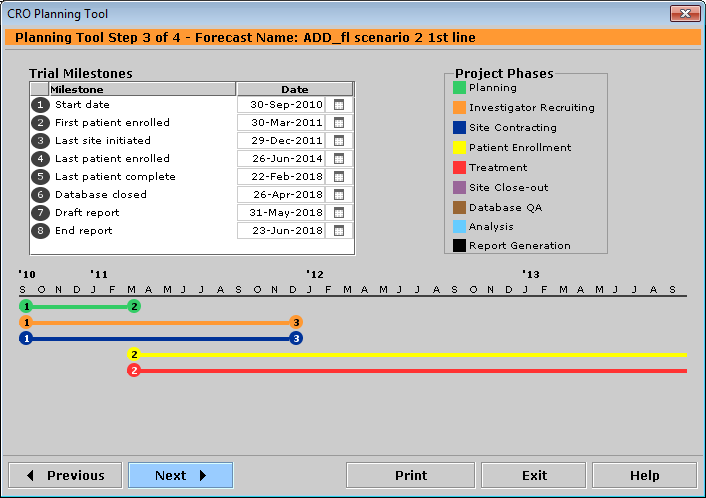 CRO Planning Tool
Planning Tool Step 3 of 4 - Forecast Name: ADD_fl scenario 2 1st line
Trial Milestones
Milestone Date
1 Start date 30-Sep-2010
2 First patient enrolled 30-Mar-2011
3 Last site initiated 29-Dec-2011
4 Last patient enrolled 26-Jun-2014
5 Last patient complete 22-Feb-2018
6 Database closed 26-Apr-2018
7 Draft report 31-May-2018
8 End report 23-Jun-2018
Project Phases
Planning
Investigator Recruiting
Site Contracting
Patient Enrollment
Treatment
Site Close-out
Database QA
Analysis
Report Generation
'10 '11 '12 '13
S O N D J F M A M J J A S O N D J F M A M J J A S O N D J F M A M J J A S
1 2
1 3
1 3
2
2
Previous Next Print Exit Help